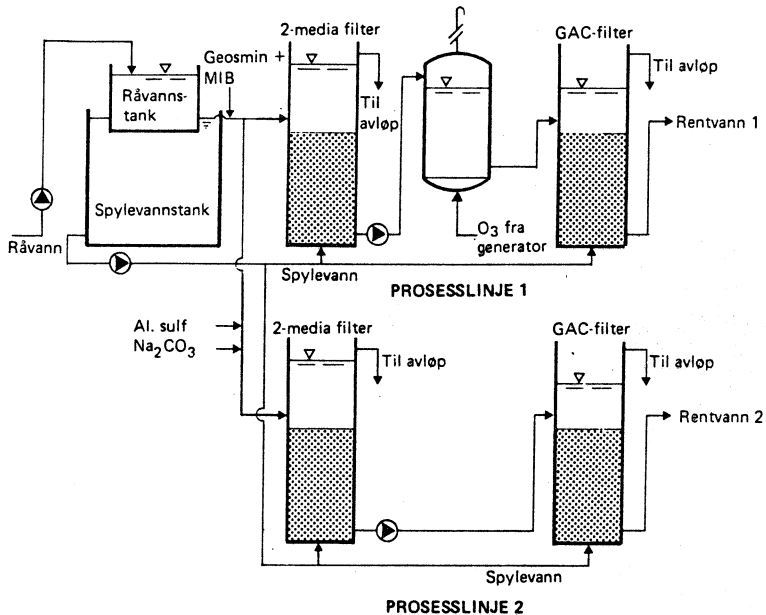 2-media filter
GAC-filter
Geosmin +
MIB
Råvanns-
tank
Til
avløp
Til avløp
Rentvann 1
Spylevannstank
O3 fra
generator
Råvann
Spylevann
PROSESSLINJE 1
Al. sulf
Na2CO3
2-media filter
GAC-filter
Til avløp
Til avløp
Rentvann 2
Spylevann
PROSESSLINJE 2